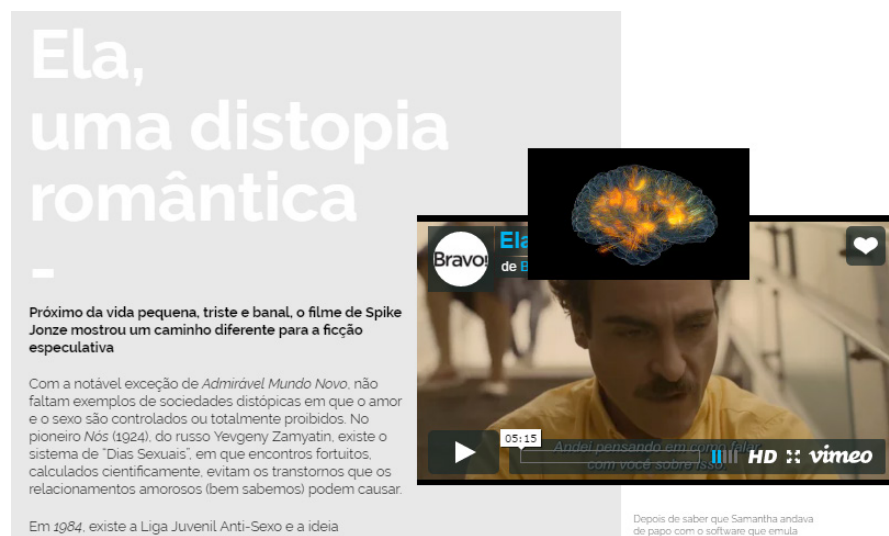 Ela,
uma distopia
romântica
-
Próximo da vida pequena, triste e banal, o filme de Spike
Jonze mostrou um caminho diferente para a ficção
especulativa
Com a notável exceção de Admirável Mundo Novo, não
faltam exemplos de sociedades distópicas em que o amor
e o sexo são controlados ou totalmente proibidos. No
pioneiro Nós (1924), do russo Yevgeny Zamyatin, existe o
sistema de “Dias Sexuais”, em que encontros fortuitos,
calculados cientificamente, evitam os transtornos que os
relacionamentos amorosos (bem sabemos) podem causar.
Em 1984, existe a Liga Juvenil Anti-Sexo e a ideia
Bravo!
Ela
de B
05:15
Andei pensando em como falar
com você sobre isso.
HD vimeo
Depois de saber que Samantha andava
de papo com o software que emula